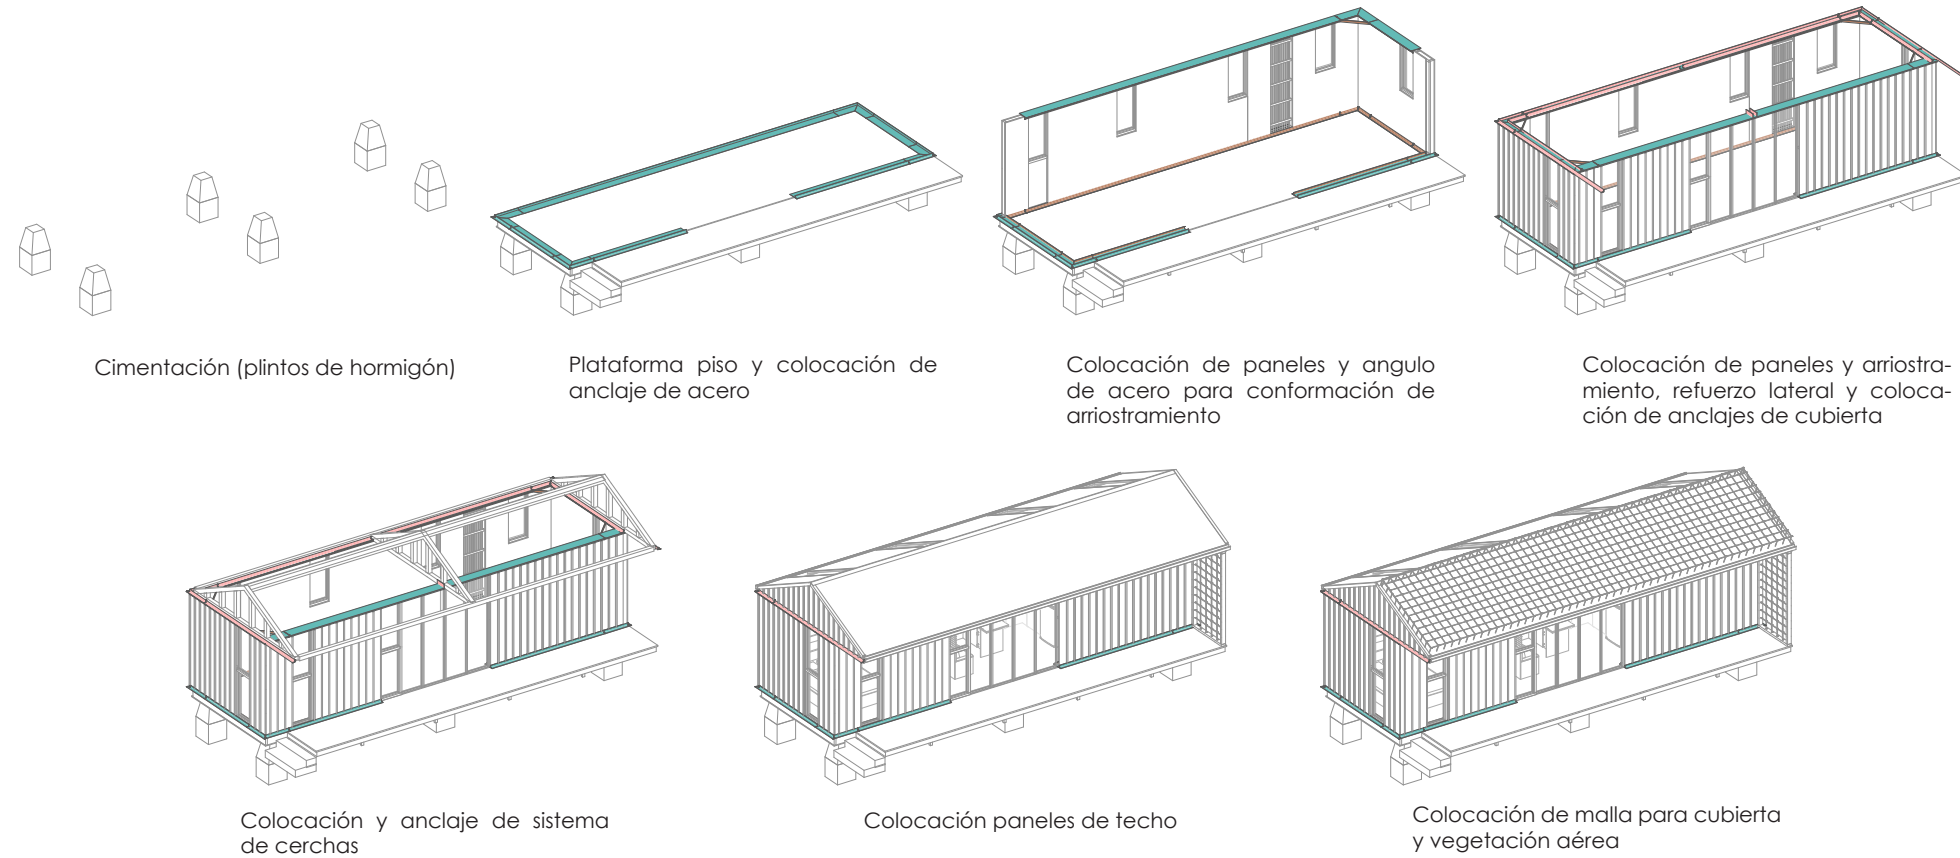 Cimentación (plintos de hormigón)
Plataforma piso y colocación de
anclaje de acero
Colocación de paneles y angulo
de acero para conformación de
arriostramiento
Colocación de paneles y arriostra-
miento, refuerzo lateral y coloca-
ción de anclajes de cubierta
Colocación y anclaje de sistema
de cerchas
Colocación paneles de techo
Colocación de malla para cubierta
y vegetación aérea